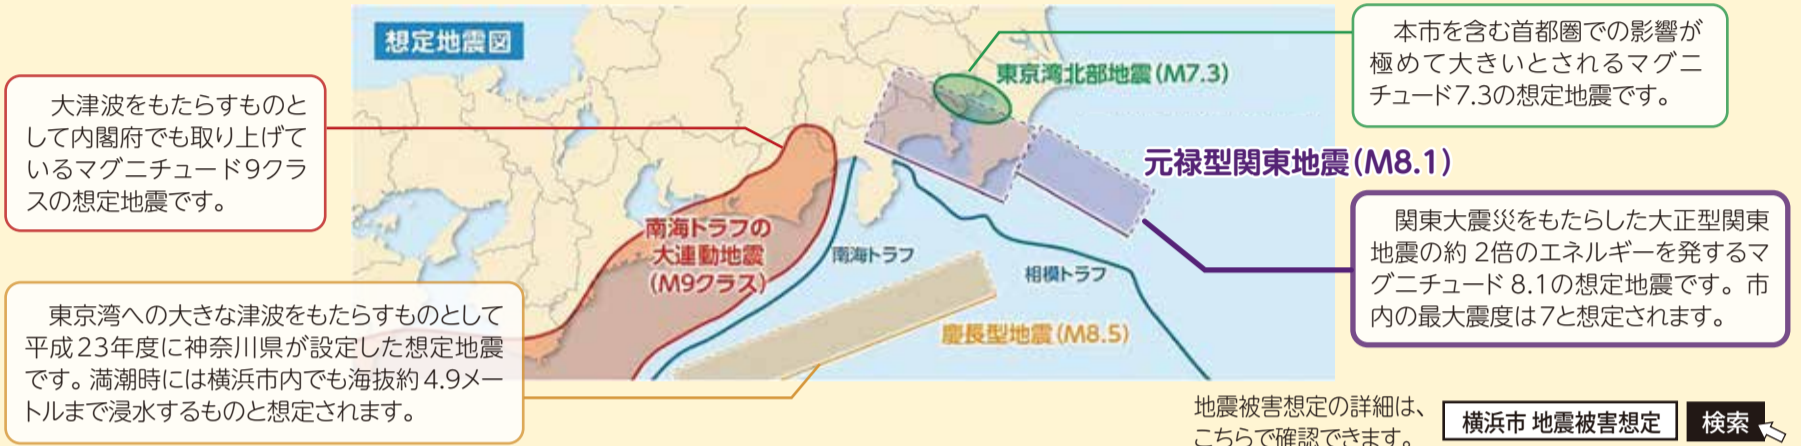 想定地震図
大津波をもたらすものと
して内閣府でも取り上げて
いるマグニチュード9クラ
スの想定地震です。
東京湾北部地震(M7.3)
本市を含む首都圏での影響が
極めて大きいとされるマグニ
チュード7.3の想定地震です。
元禄型関東地震(M8.1)
関東大震災をもたらした大正型関東
地震の約2倍のエネルギーを発するマ
グニチュード8.1の想定地震です。市
内の最大震度は7と想定されます。
南海トラフの
大連動地震
(M9クラス)
南海トラフ
相模トラフ
慶長型地震(M8.5)
東京湾への大きな津波をもたらすものとして
平成23年度に神奈川県が設定した想定地震
です。満潮時には横浜市内でも海抜約4.9メー
トルまで浸水するものと想定されます。
地震被害想定の詳細は、
こちらで確認できます。
横浜市 地震被害想定
検索